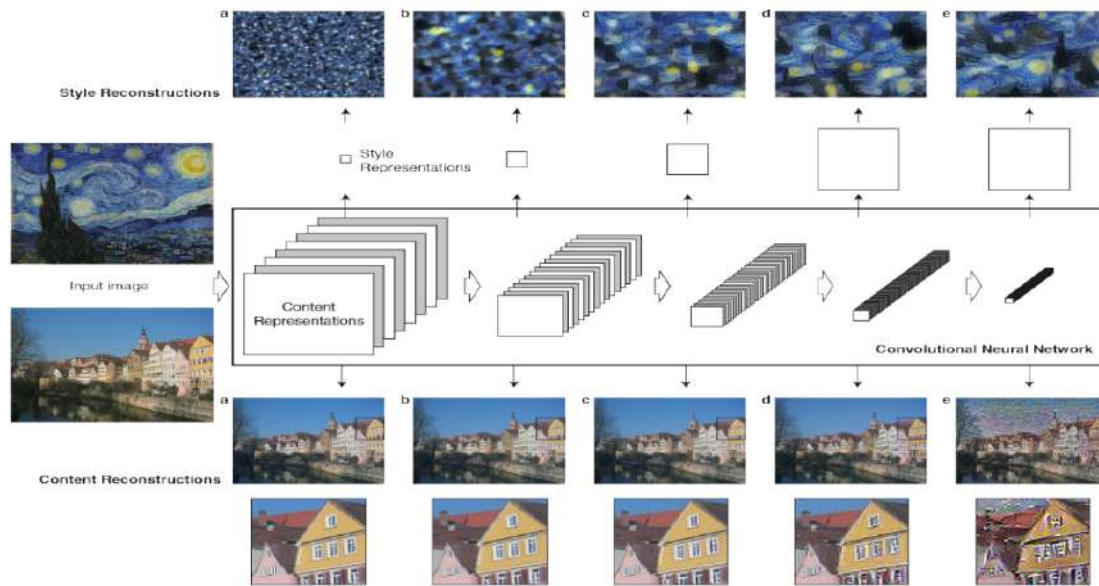 a b c d e
Style Reconstructions
Style
Representations
Input image
Content
Representations
Convolutional Neural Network
a b c d e
Content Reconstructions